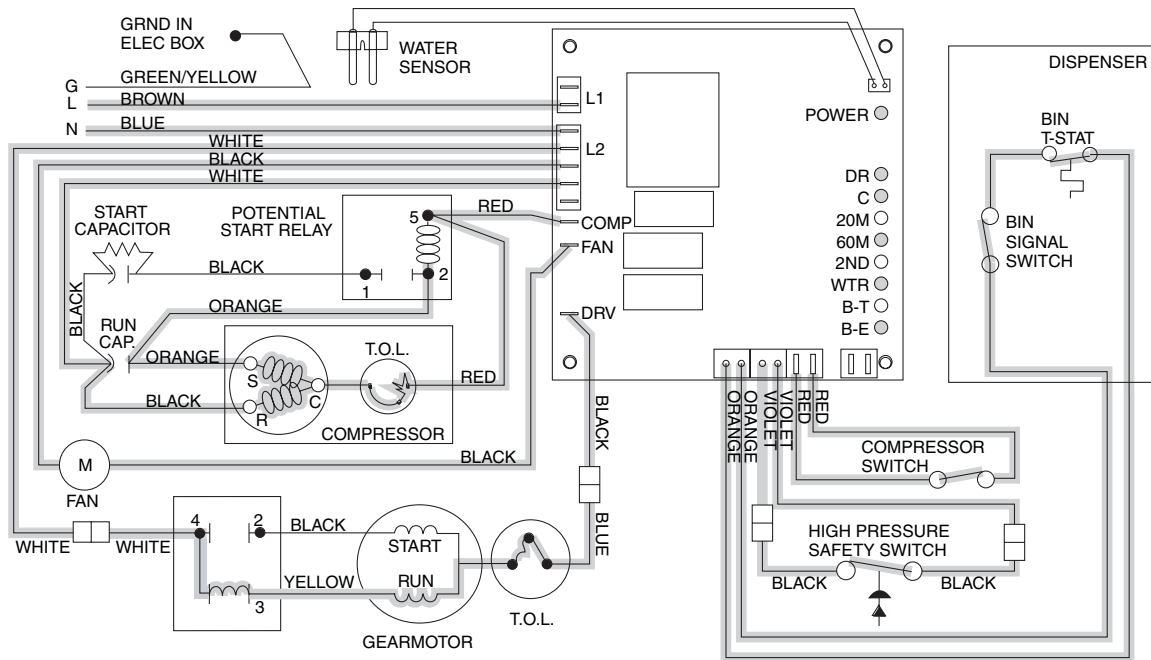 GRND IN
ELEC BOX
WATER
SENSOR
DISPENSER
GREEN/YELLOW
G
BROWN
L
L1
BLUE
N
WHITE
L2
BLACK
WHITE
POWER
BIN
T-STAT
DR
C
20M
60M
2ND
WTR
B-T
B-E
BIN
SIGNAL
SWITCH
START
CAPACITOR
POTENTIAL
START RELAY
5
RED
COMP
FAN
BLACK
1
2
BLACK
ORANGE
DRV
RUN
CAP.
ORANGE
T.O.L.
S
C
RED
R
BLACK
COMPRESSOR
ORANGE
ORANGE
VIOLET
VIOLET
RED
RED
BLACK
COMPRESSOR
SWITCH
M
FAN
BLACK
4
2
BLACK
START
WHITE
WHITE
BLUE
HIGH PRESSURE
SAFETY SWITCH
BLACK
BLACK
YELLOW
RUN
3
T.O.L.
GEARMOTOR